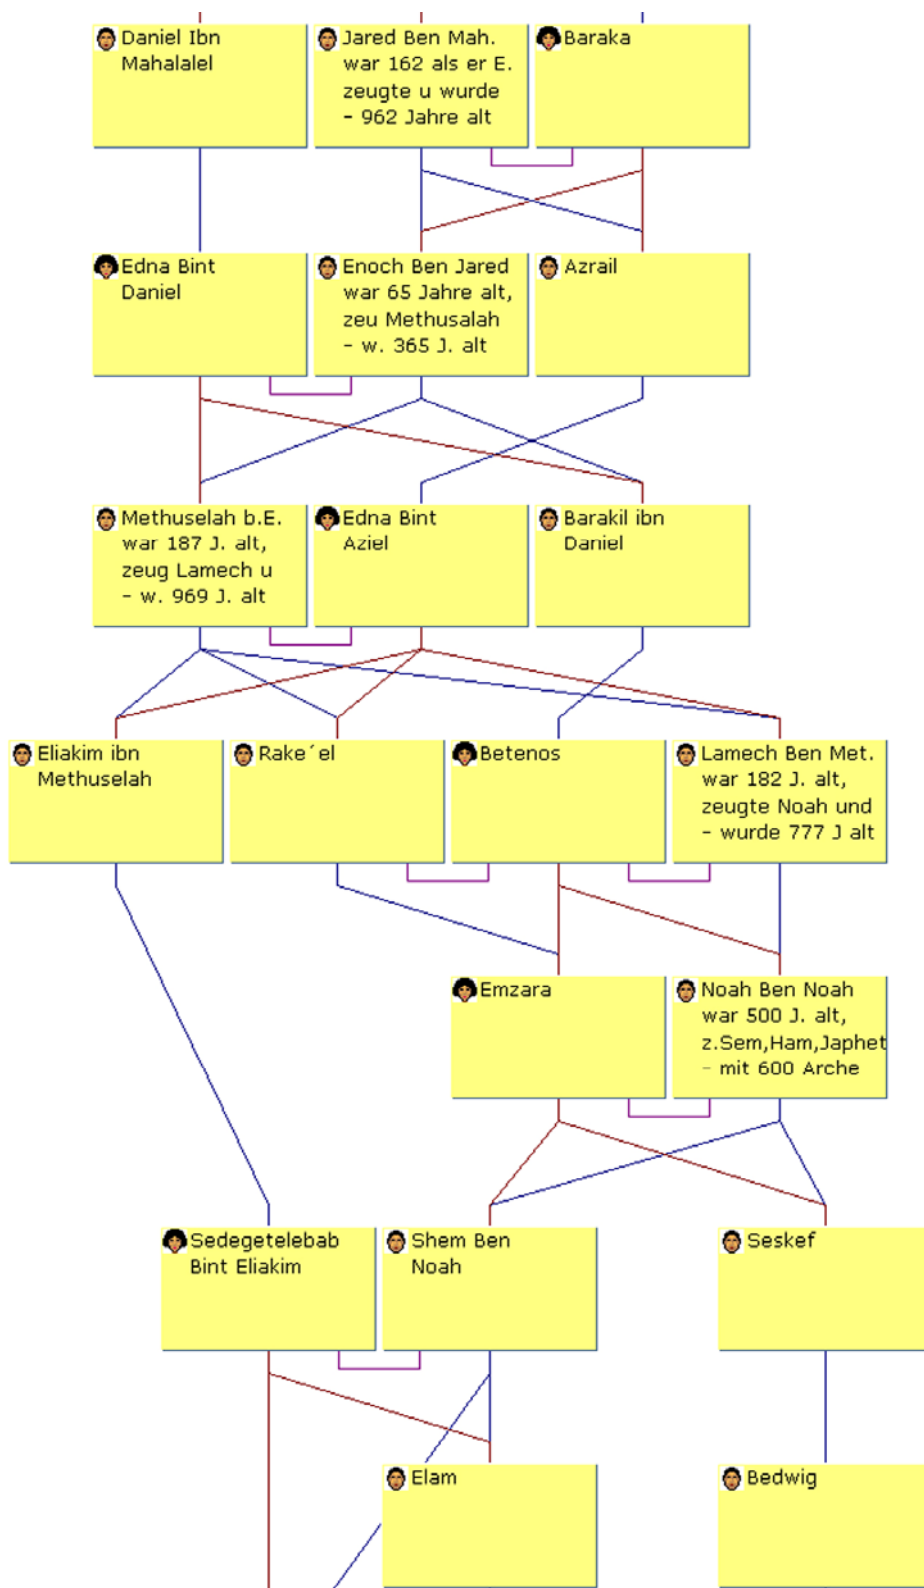 Daniel Ibn
Mahalalel
Jared Ben Mah.
war 162 als er E.
zeugte u wurde
- 962 Jahre alt
Baraka
Edna Bint
Daniel
Enoch Ben Jared
war 65 Jahre alt,
zeu Methusalah
- w. 365 J. alt
Azrail
Methuselah b.E.
war 187 J. alt,
zeug Lamech u
- w. 969 J. alt
Edna Bint
Aziel
Barakil ibn
Daniel
Eliakim ibn
Methuselah
Rake´el
Betenos
Lamech Ben Met.
war 182 J. alt,
zeugte Noah und
- wurde 777 J alt
Emzara
Noah Ben Noah
war 500 J. alt,
z.Sem,Ham,Japhet
- mit 600 Arche
Sedegetelebab
Bint Eliakim
Shem Ben
Noah
Seskef
Elam
Bedwig